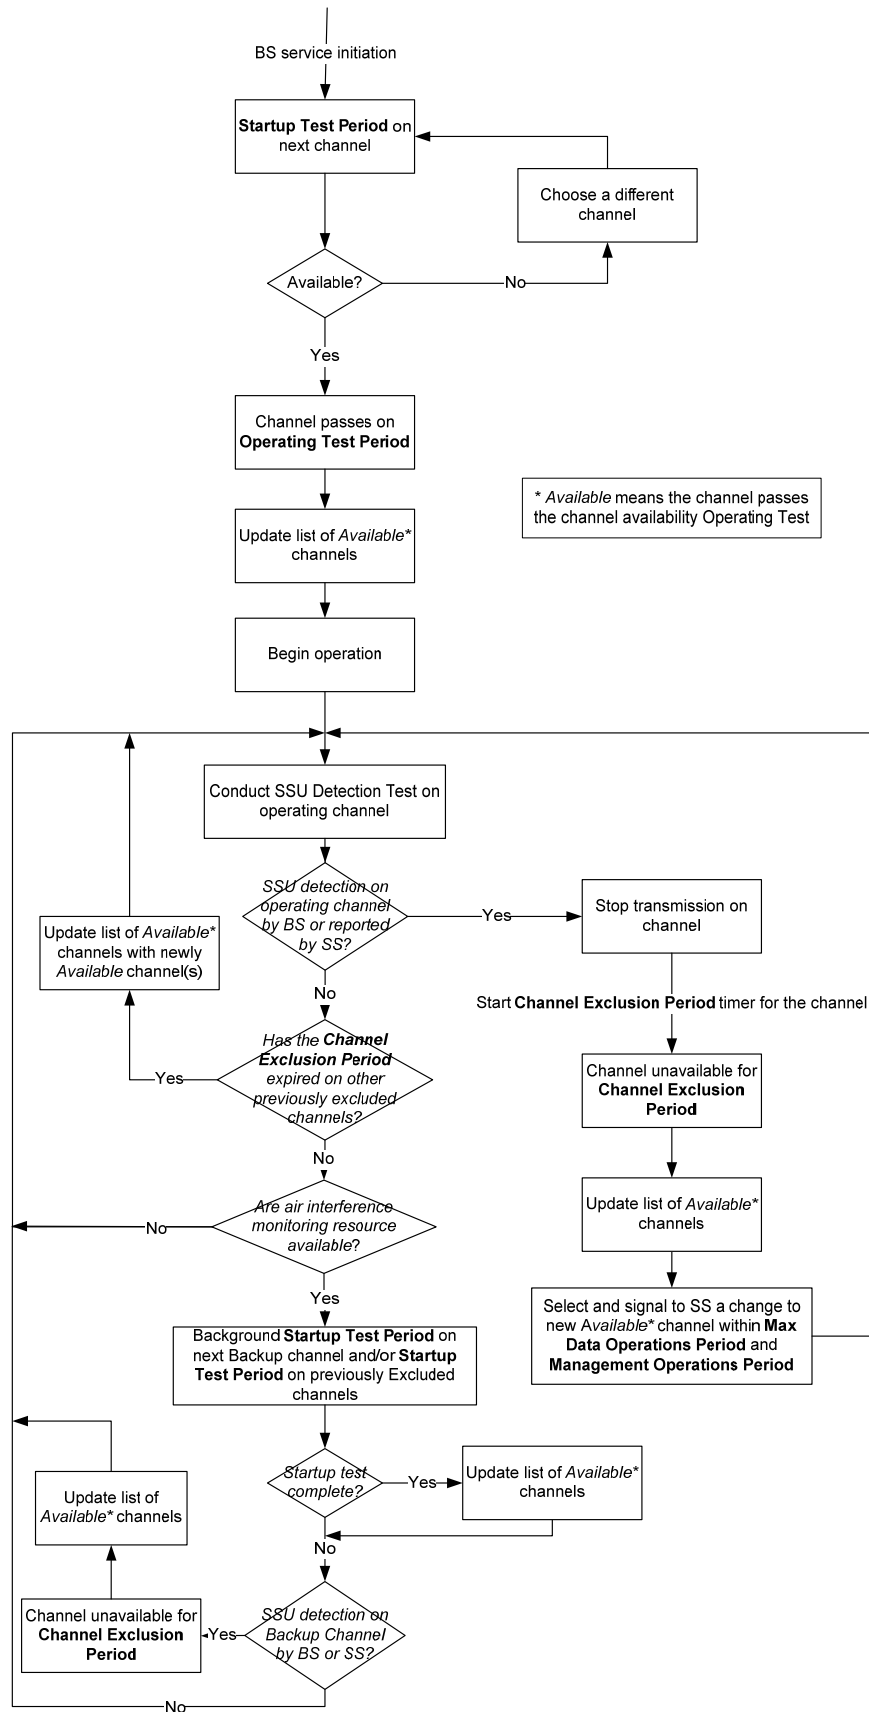 BS service initiation
Startup Test Period on
next channel
Choose a different
channel
Available?
No
Yes
Channel passes on
Operating Test Period
* Available means the channel passes
the channel availability Operating Test
Update list of Available*
channels
Begin operation
Conduct SSU Detection Test on
operating channel
SSU detection on
operating channel
by BS or reported
by SS?
Yes
Stop transmission on
channel
Update list of Available*
channels with newly
Available channel(s)
No
Start Channel Exclusion Period timer for the channel
Has the Channel
Exclusion Period
expired on other
previously excluded
channels?
Yes
Channel unavailable for
Channel Exclusion
Period
No
Are air interference
monitoring resource
available?
No
Update list of Available*
channels
Yes
Select and signal to SS a change to
new Available* channel within Max
Data Operations Period and
Management Operations Period
Background Startup Test Period on
next Backup channel and/or Startup
Test Period on previously Excluded
channels
Startup test
complete?
Yes
Update list of Available*
channels
Update list of
Available* channels
No
Channel unavailable for
Channel Exclusion
Period
Yes
SSU detection on
Backup Channel
by BS or SS?
No